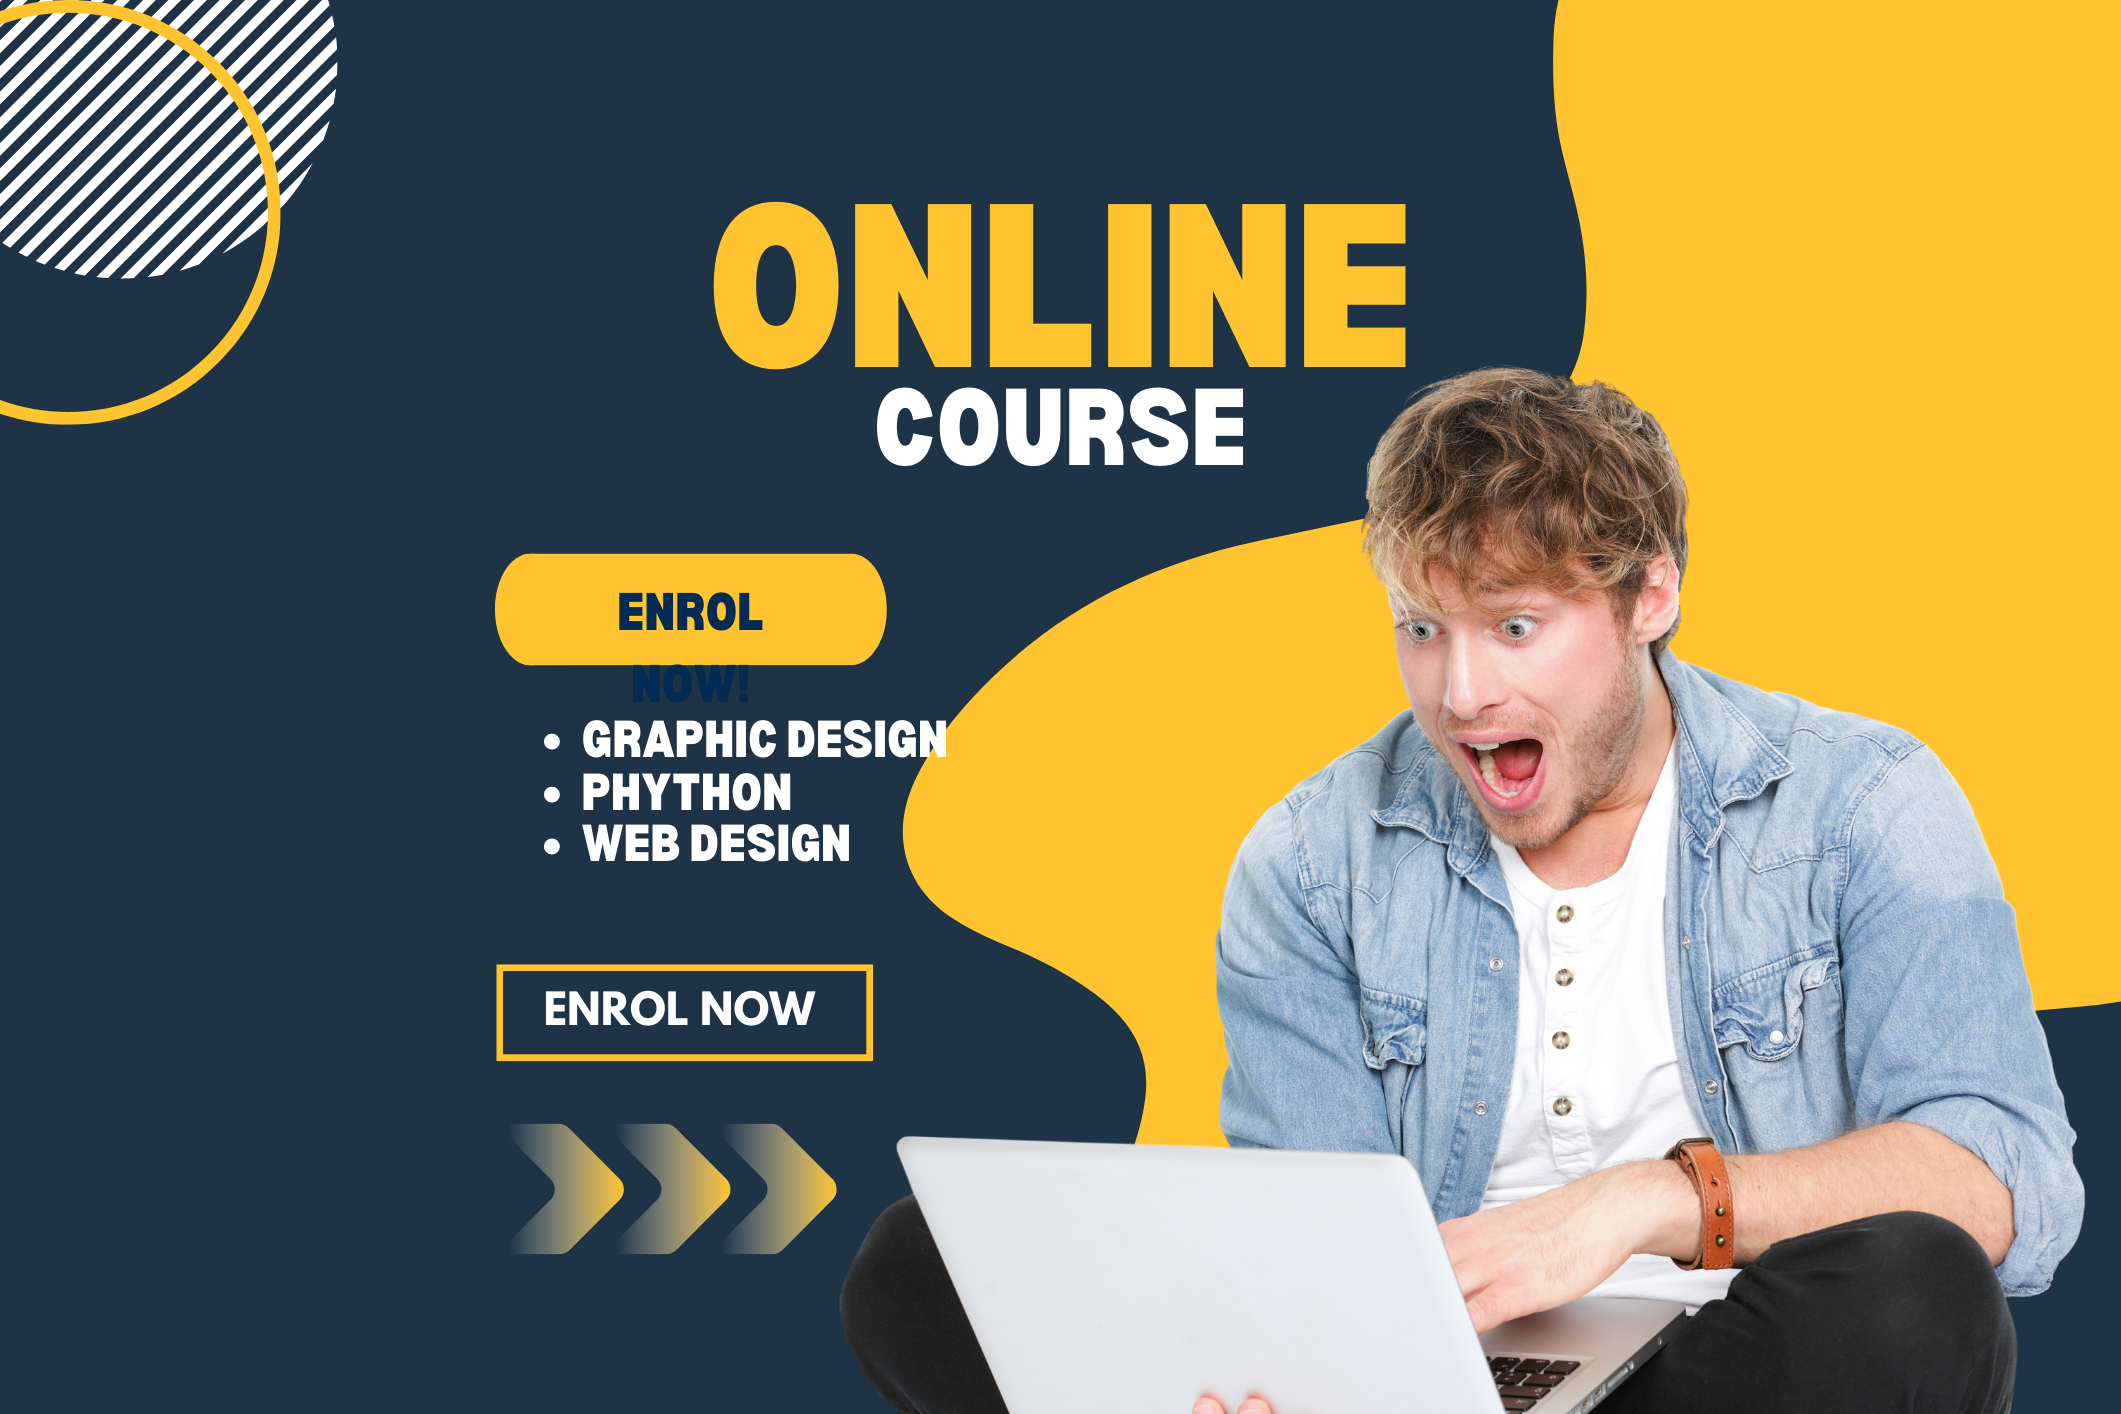 ONLINE
COURSE
ENROL
NOW!
GRAPHIC DESIGN
PHYTHON
WEB DESIGN
ENROL NOW